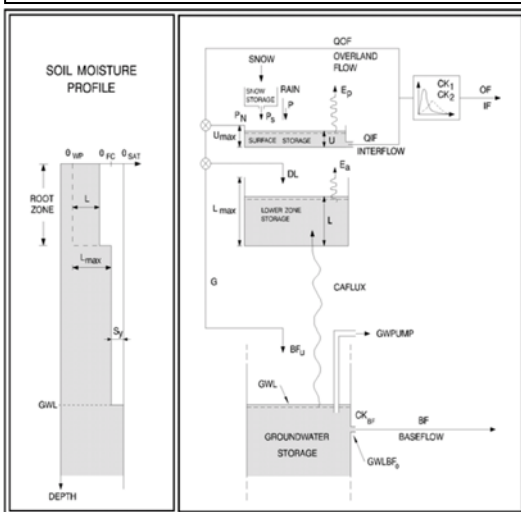 SOIL MOISTURE
PROFILE
θWP θFC θSAT
ROOT
ZONE
L
Lmax
Sy
GWL
DEPTH
QOF
OVERLAND
FLOW
SNOW
SNOW
STORAGE
RAIN
P
Ps
Ep
CK1
CK2
OF
IF
PN
Umax
SURFACE STORAGE
U
QIF
INTERFLOW
DL
Ea
Lmax
LOWER ZONE
STORAGE
L
G
CAFLUX
GWPUMP
BFu
GWL
CKBF
BF
BASEFLOW
GROUNDWATER
STORAGE
GWLBFo